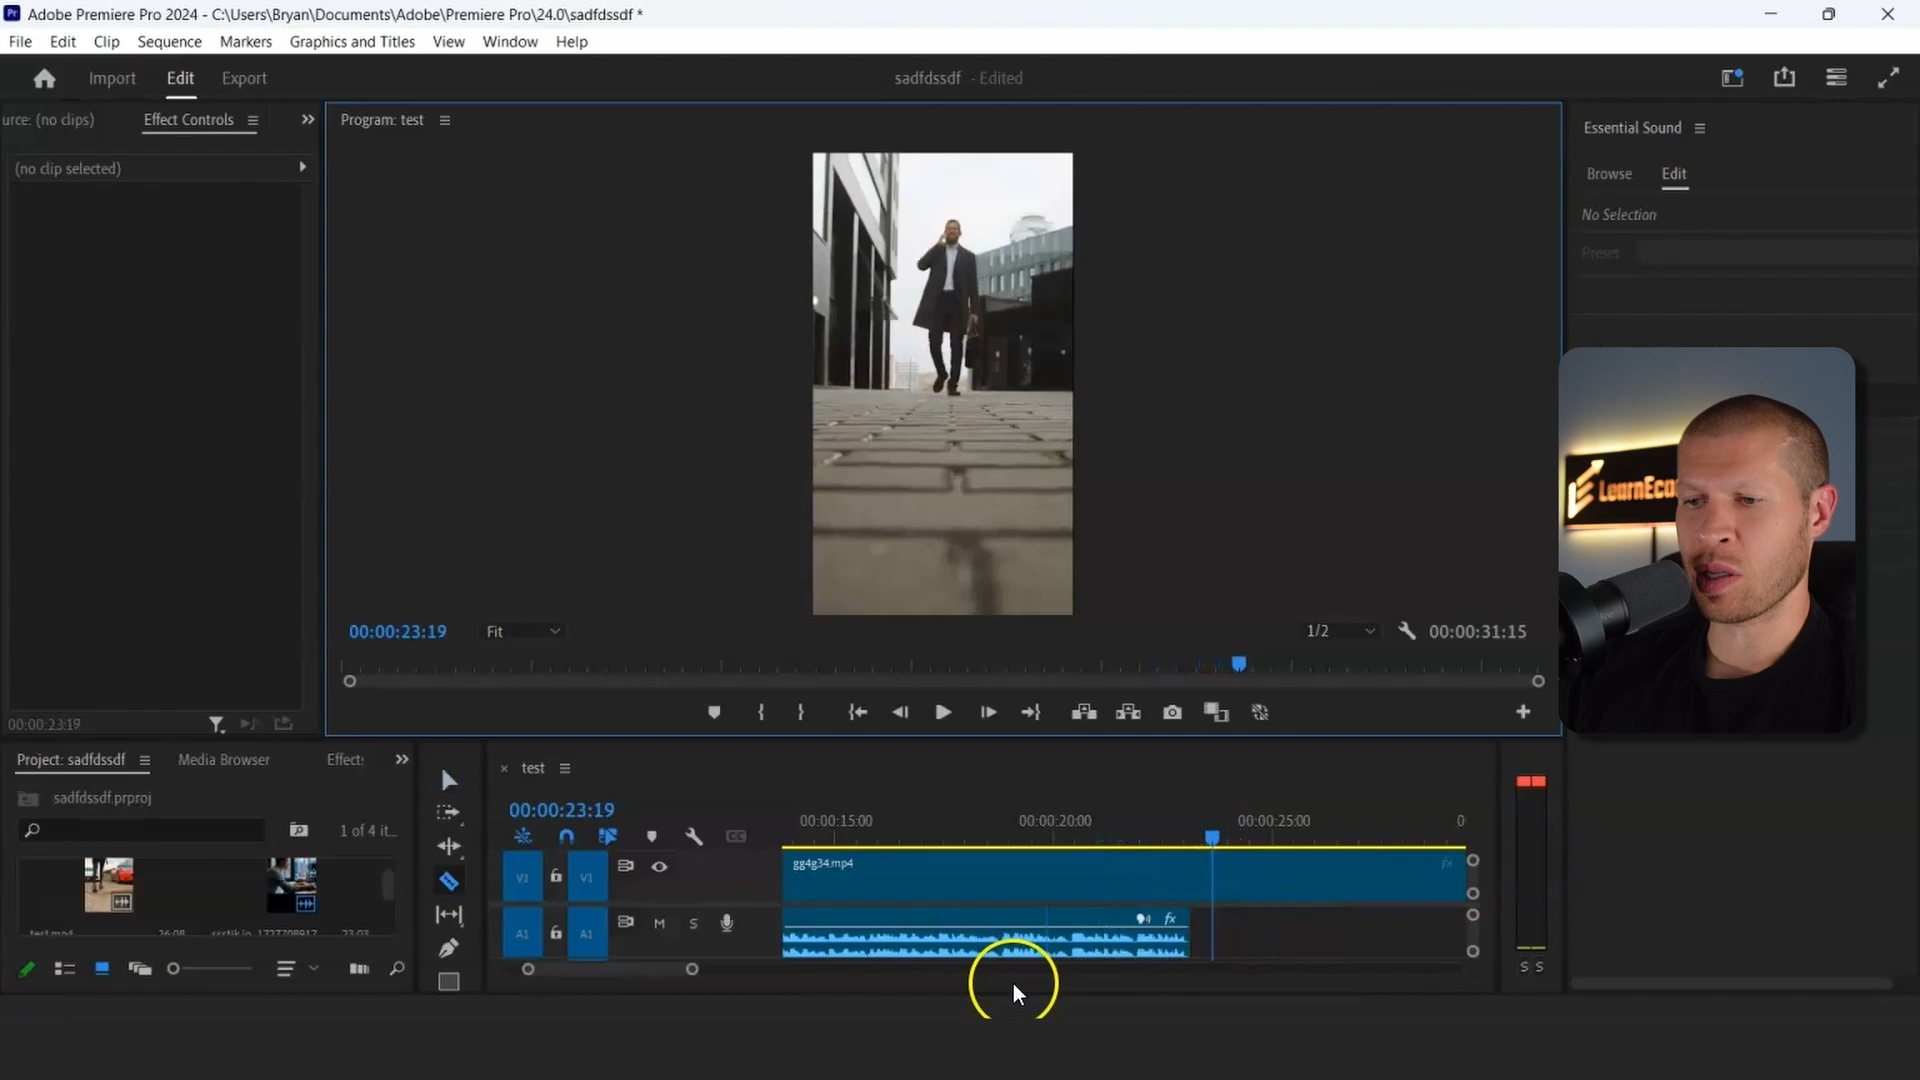 Adobe Premiere Pro 2024 - C:\Users\Bryan\Documents\Adobe\Premiere Pro\24.0\sadfdssdf *
File Edit Clip Sequence Markers Graphics and Titles View Window Help
Import Edit Export
sadfdssdf - Edited
urce: (no clips) Effect Controls
Program: test
Essential Sound
(no clip selected)
Browse Edit
No Selection
Preset
LearnEco
00:00:23:19 Fit
1/2 00:00:31:15
00:00:23:19
Project: sadfdssdf Media Browser Effect:
test
sadfdssdf.prproj
00:00:23:19
1 of 4 it...
00:00:15:00 00:00:20:00 00:00:25:00 0
V1 V1
gg4g34.mp4 fx
A1 A1 M S
fx
test.mp4 26:08 23:03
S S